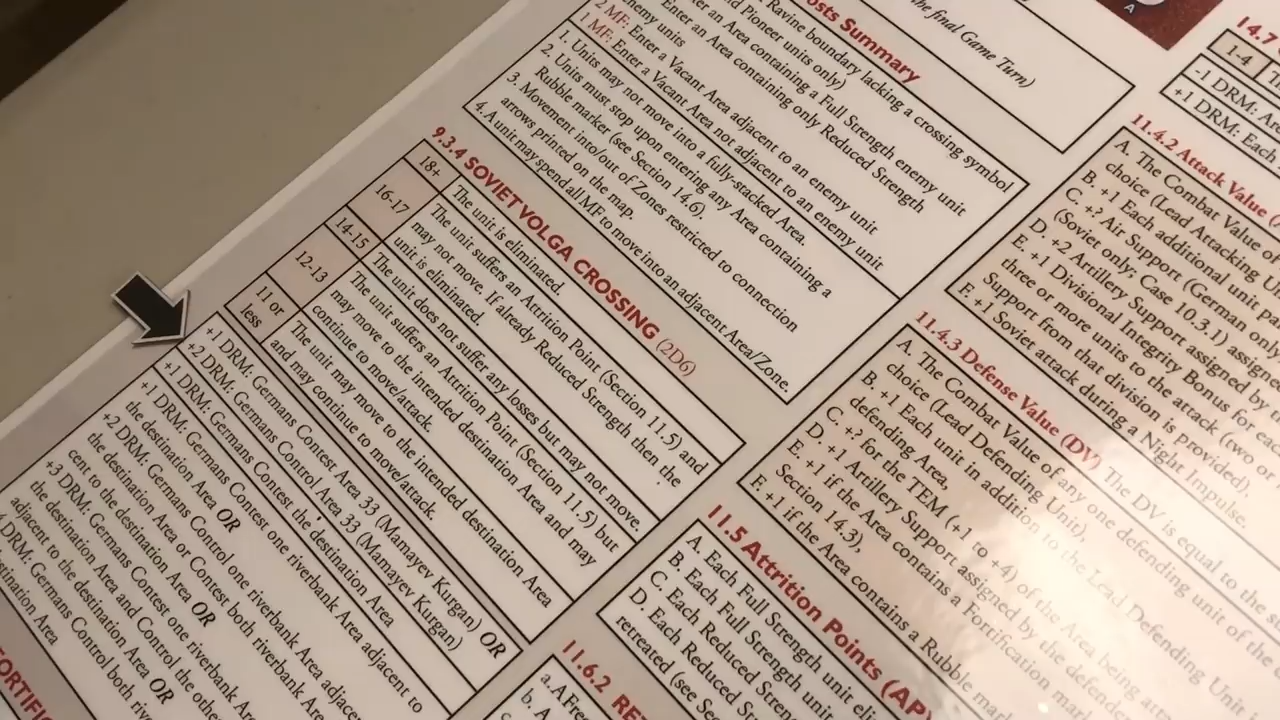 the final Game Turn)
osts Summary
Ravine boundary lacking a crossing symbol
nd Pioneer units only)
er an Area containing a Full Strength enemy unit
Enter an Area containing only Reduced Strength
enemy units
2 MF: Enter a Vacant Area adjacent to an enemy unit
1 MF: Enter a Vacant Area not adjacent to an enemy unit
1. Units may not move into a fully-stacked Area.
2. Units must stop upon entering any Area containing a
Rubble marker (see Section 14.6).
3. Movement into/out of Zones restricted to connection
arrows printed on the map.
4. A unit may spend all MF to move into an adjacent Area/Zone.
9.3.4 SOVIET VOLGA CROSSING (2D6)
18+ The unit is eliminated.
16-17 The unit suffers an Attrition Point (Section 11.5) and
may not move. If already Reduced Strength then the
unit is eliminated.
14-15 The unit does not suffer any losses but may not move.
12-13 The unit suffers an Attrition Point (Section 11.5) but
may move to the intended destination Area and may
continue to move/attack.
11 or less The unit may move to the intended destination Area
and may continue to move/attack.
+1 DRM: Germans Contest Area 33 (Mamayev Kurgan) OR
+2 DRM: Germans Control Area 33 (Mamayev Kurgan)
+1 DRM: Germans Contest the destination Area
+1 DRM: Germans Contest one riverbank Area adjacent to
the destination Area OR
+2 DRM: Germans Control one riverbank Area adjace
the destination Area or Contest both riverbank Are
cent to the destination Area OR
+3 DRM: Germans Contest one riverbank Ar
the destination Area and Control the othe
adjacent to the destination Area OR
DRM: Germans Control both riv
estination Area
FORTIFIC
14.7
1-4
-1 DRM:
+1 DRM: Each
11.4.2 Attack Value (
A. The Combat Value of
choice (Lead Attacking U
B. +1 Each additional unit p
C. +? Air Support (German only
(Soviet only: Case 10.3.1)
D. +2 Artillery Support assigned by
E. +1 Divisional Integrity Bonus for eac
three or more units to the attack (two or
Support from that division is provided),
F. +1 Soviet attack during a Night Impulse.
11.4.3 Defense Value (DV) The DV is equal to the s
A. The Combat Value of any one defending unit of the
choice (Lead Defending Unit),
B. +1 Each unit in addition to the Lead Defending Unit i
defending Area,
C. +? for the TEM (+1 to +4) of the Area being att
D. +1 Artillery Support assigned by the defende
E. +1 if the Area contains a Fortification mark
Section 14.3),
F. +1 if the Area contains a Rubble mar
11.5 Attrition Points (AP)
A. Each Full Strength unit eli
B. Each Full Strength unit
C. Each Reduced Streng
D. Each Reduced Stre
retreated (see Sec
11.6.2 RET
a. A Free
b. A